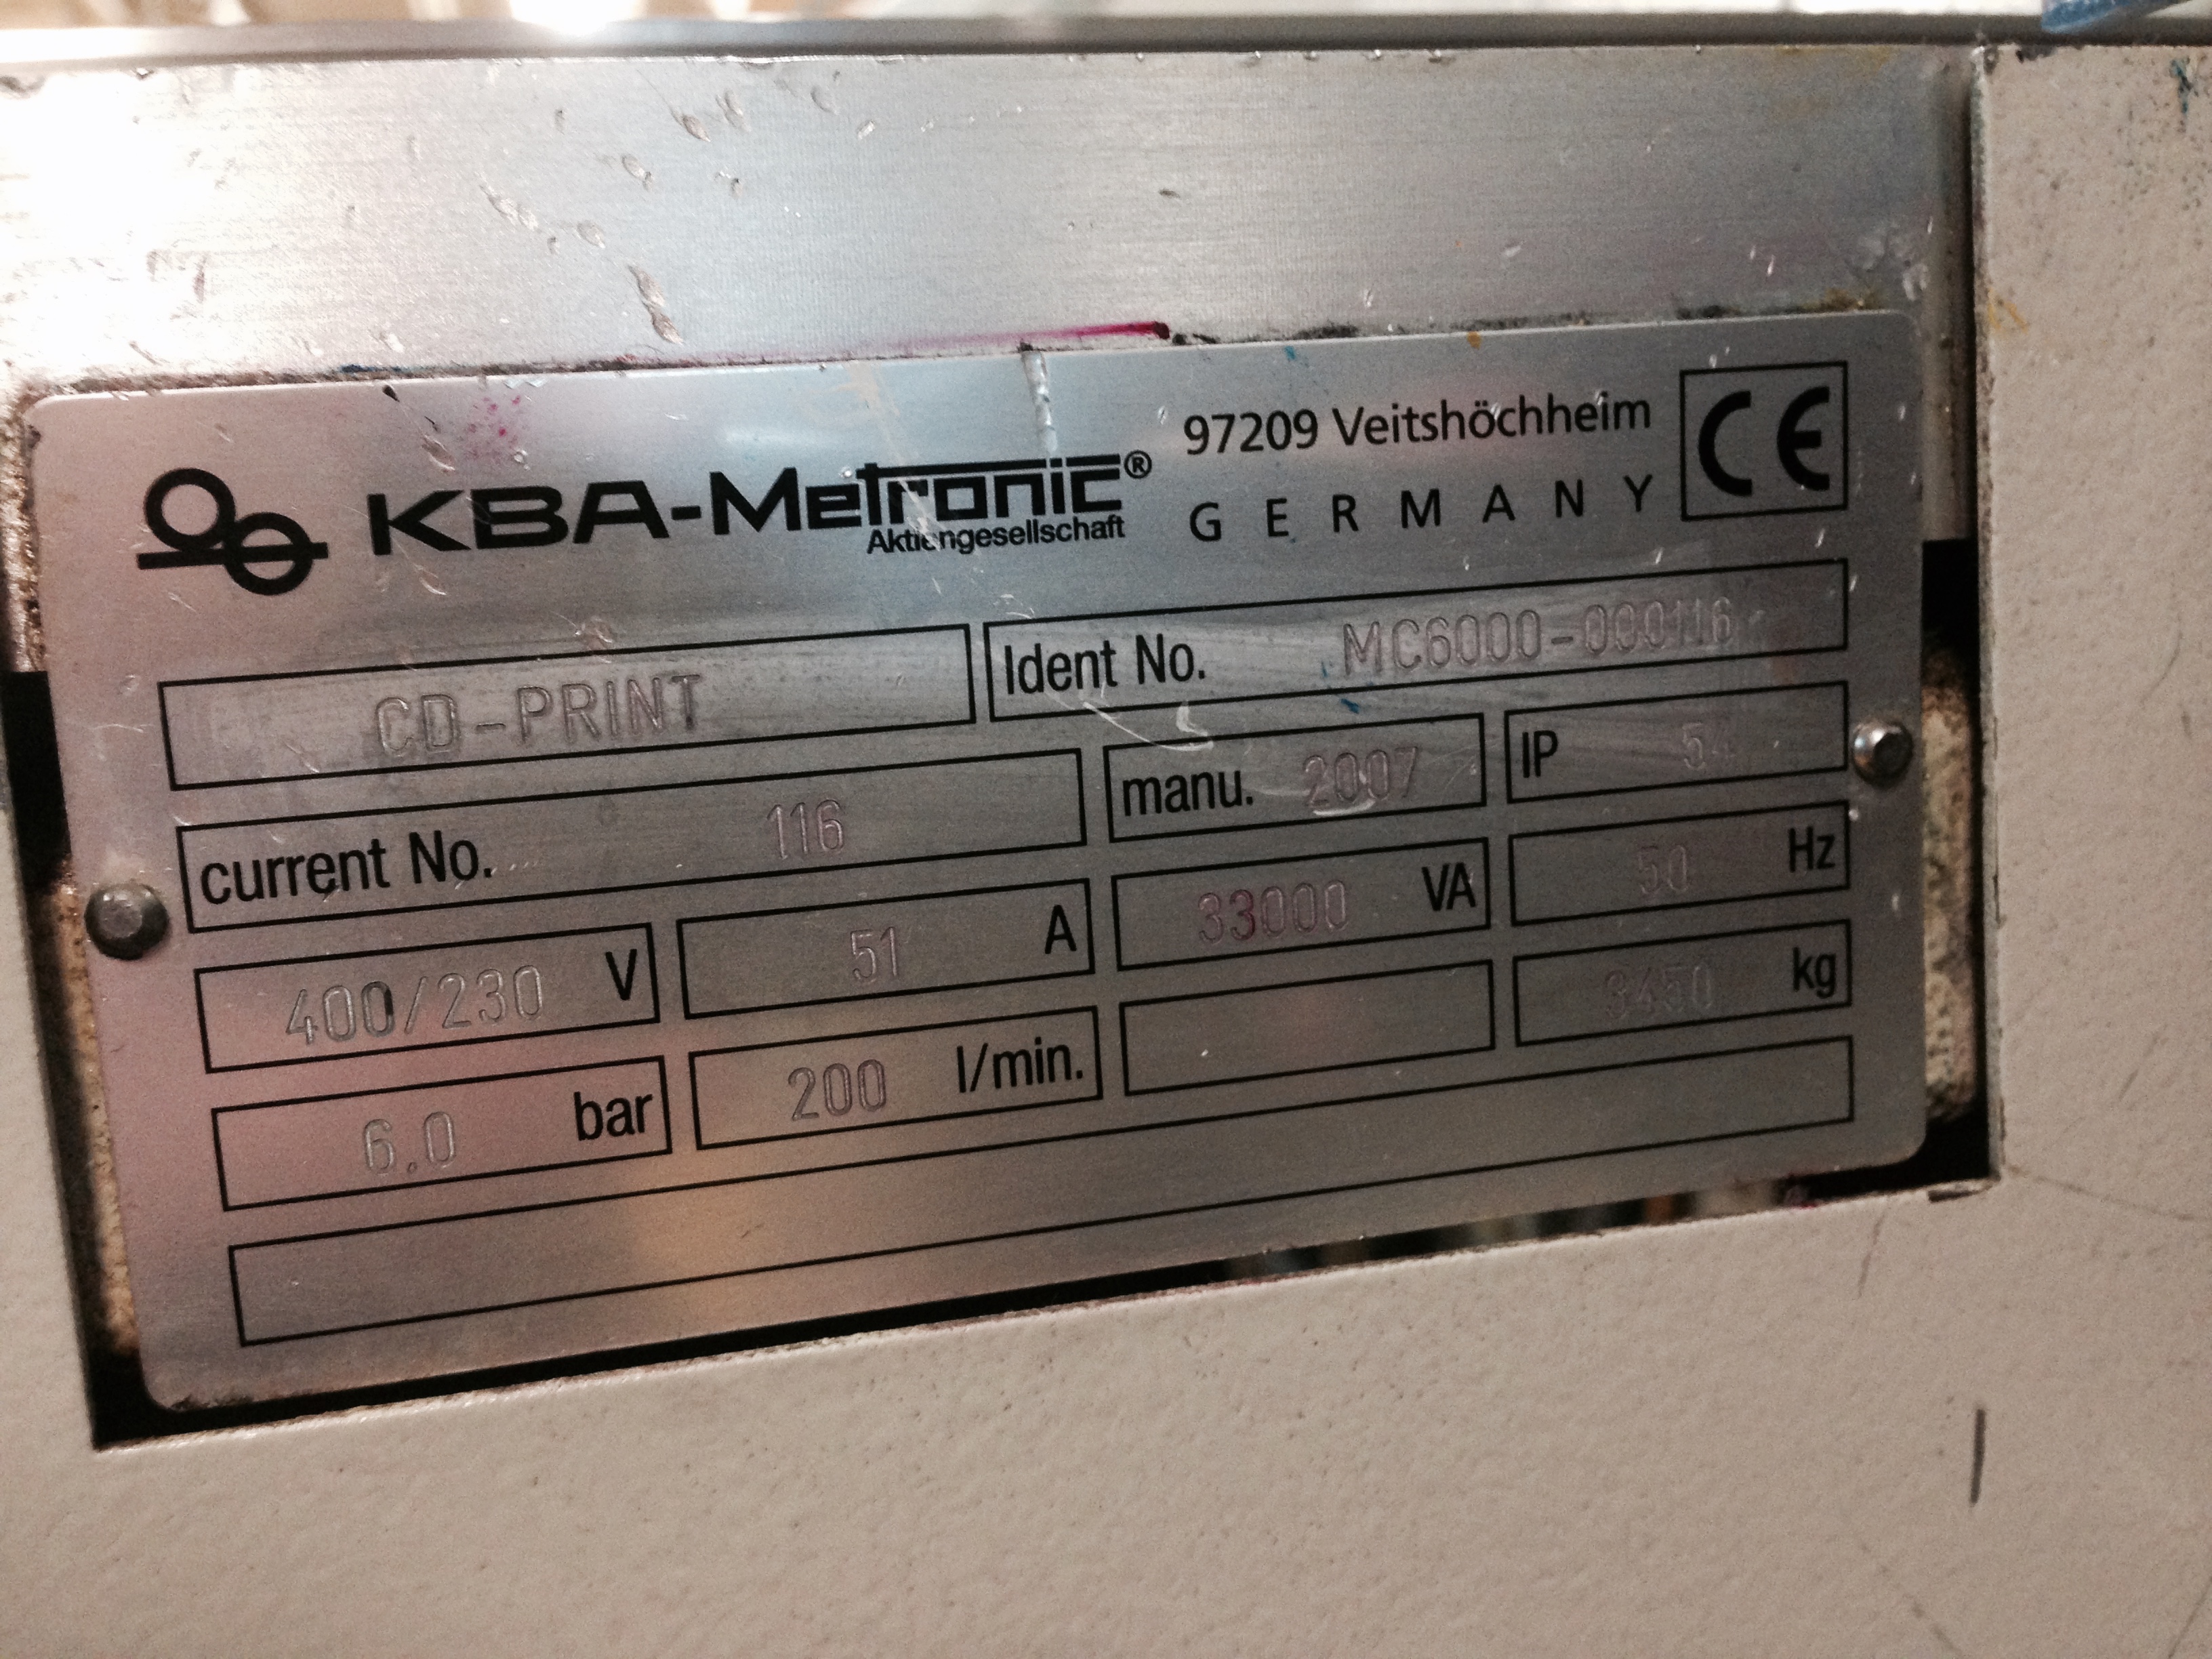 KBA-Metronic®
Aktiengesellschaft
97209 Veitshöchheim
GERMANY
CE
CD-PRINT
Ident No. MC6000-000116
current No. 116
manu. 2007
IP 54
400/230 V
51 A
33000 VA
50 Hz
6.0 bar
200 l/min.
3450 kg